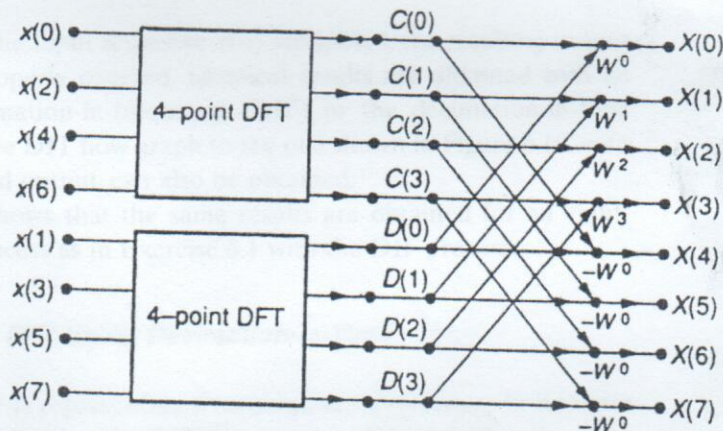 x(0) C(0) X(0)
W⁰
x(2) C(1) X(1)
4-point DFT W¹
x(4) C(2) X(2)
W²
x(6) C(3) X(3)
W³
x(1) D(0) X(4)
-W⁰
x(3) D(1) X(5)
4-point DFT -W⁰
x(5) D(2) X(6)
-W⁰
x(7) D(3) X(7)
-W⁰